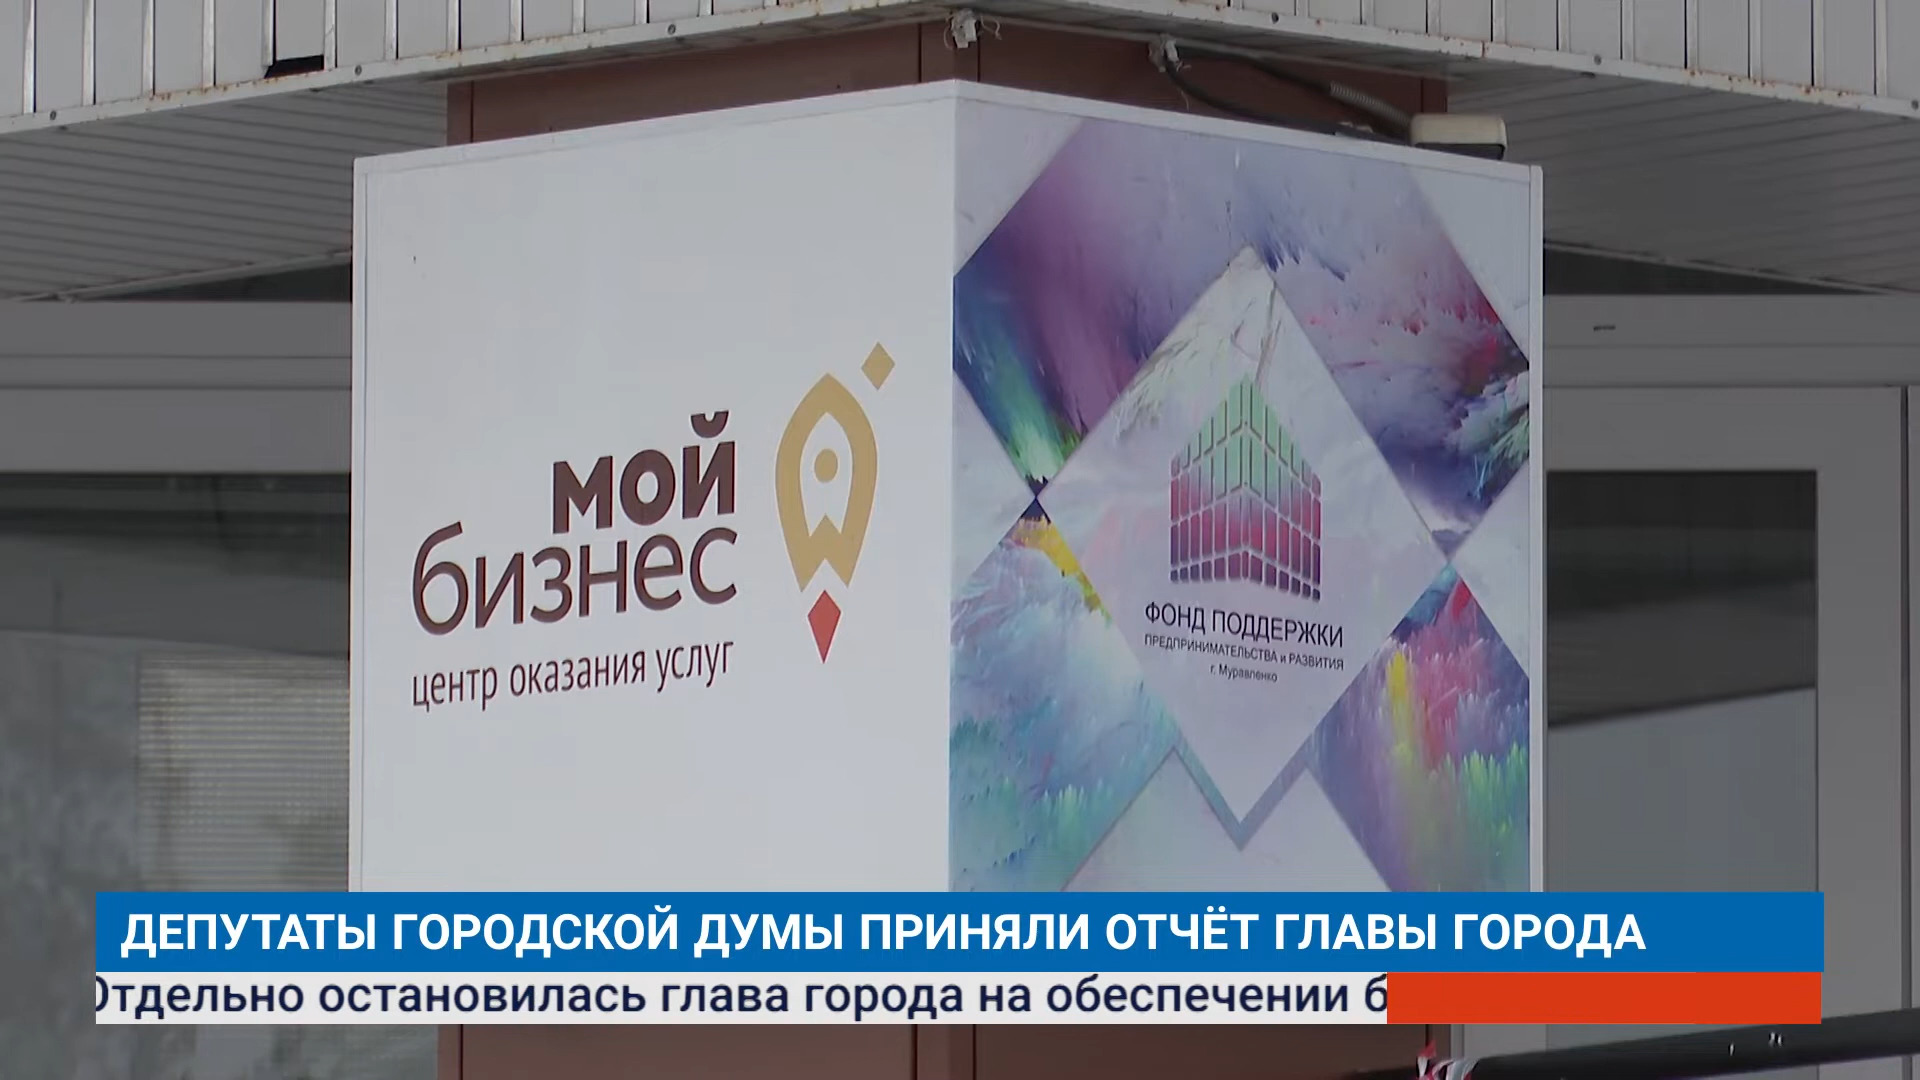 мой
бизнес
центр оказания услуг
ФОНД ПОДДЕРЖКИ
ПРЕДПРИНИМАТЕЛЬСТВА и РАЗВИТИЯ
г. Муравленко
ДЕПУТАТЫ ГОРОДСКОЙ ДУМЫ ПРИНЯЛИ ОТЧЁТ ГЛАВЫ ГОРОДА
Отдельно остановилась глава города на обеспечении б